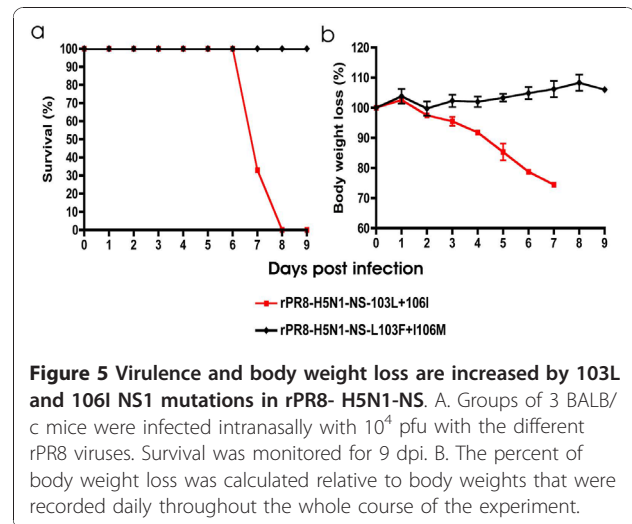 a
b
100
90
80
70
60
50
40
30
20
10
0
Survival (%)
0 1 2 3 4 5 6 7 8 9
120
110
100
90
80
70
60
Body weight loss (%)
0 1 2 3 4 5 6 7 8 9
Days post infection
rPR8-H5N1-NS-103L+106I
rPR8-H5N1-NS-L103F+I106M
Figure 5 Virulence and body weight loss are increased by 103L
and 106I NS1 mutations in rPR8- H5N1-NS. A. Groups of 3 BALB/
c mice were infected intranasally with 10⁴ pfu with the different
rPR8 viruses. Survival was monitored for 9 dpi. B. The percent of
body weight loss was calculated relative to body weights that were
recorded daily throughout the whole course of the experiment.